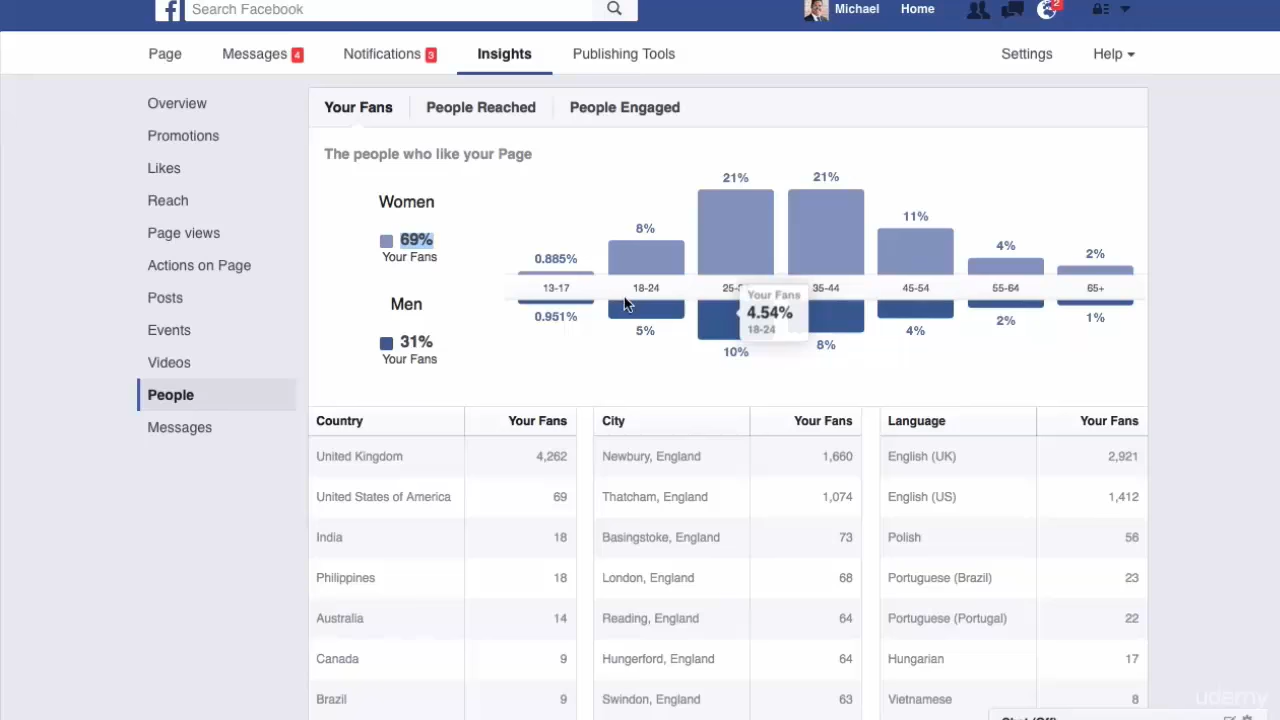 Search Facebook
Michael
Home
2
Page
Messages 4
Notifications 3
Insights
Publishing Tools
Settings
Help
Overview
Promotions
Likes
Reach
Page views
Actions on Page
Posts
Events
Videos
People
Messages
Your Fans
People Reached
People Engaged
The people who like your Page
Women
69%
Your Fans
Men
31%
Your Fans
0.885%
8%
21%
21%
11%
4%
2%
13-17
18-24
35-44
45-54
55-64
65+
0.951%
5%
10%
8%
4%
2%
1%
Your Fans
4.54%
18-24
Country Your Fans
United Kingdom 4,262
United States of America 69
India 18
Philippines 18
Australia 14
Canada 9
Brazil 9
City Your Fans
Newbury, England 1,660
Thatcham, England 1,074
Basingstoke, England 73
London, England 68
Reading, England 64
Hungerford, England 64
Swindon, England 63
Language Your Fans
English (UK) 2,921
English (US) 1,412
Polish 56
Portuguese (Brazil) 23
Portuguese (Portugal) 22
Hungarian 17
Vietnamese 8
udemy